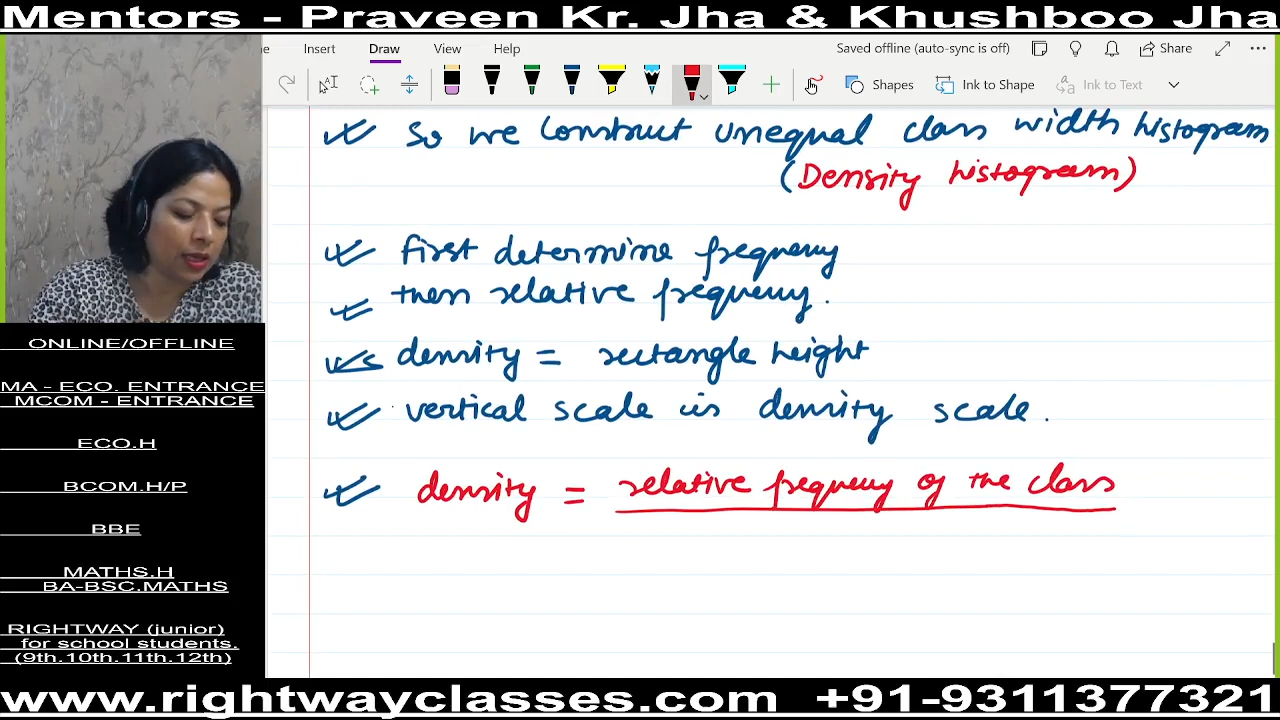 Mentors - Praveen Kr. Jha & Khushboo Jha
Insert Draw View Help Saved offline (auto-sync is off) Share
Shapes Ink to Shape Ink to Text
So we construct unequal class width histogram
(Density histogram)
first determine frequency
then relative frequency.
density = rectangle height
vertical scale is density scale.
density = relative frequency of the class
ONLINE/OFFLINE
MA - ECO. ENTRANCE
MCOM - ENTRANCE
ECO.H
BCOM.H/P
BBE
MATHS.H
BA-BSC.MATHS
RIGHTWAY (junior)
for school students.
(9th.10th.11th.12th)
www.rightwayclasses.com +91-9311377321